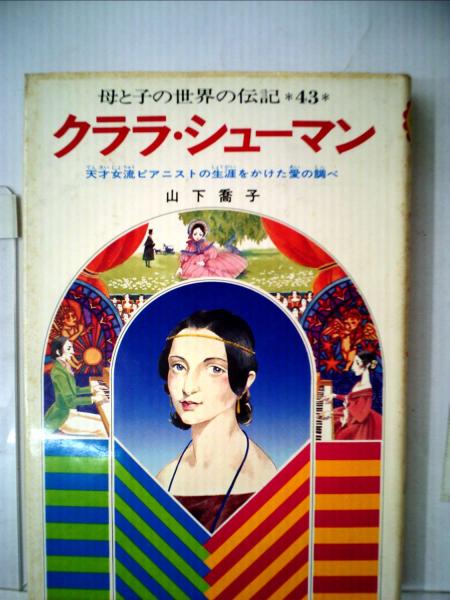 母と子の世界の伝記*43*
クララ・シューマン
天才女流ピアニストの生涯をかけた愛の調べ
山下喬子